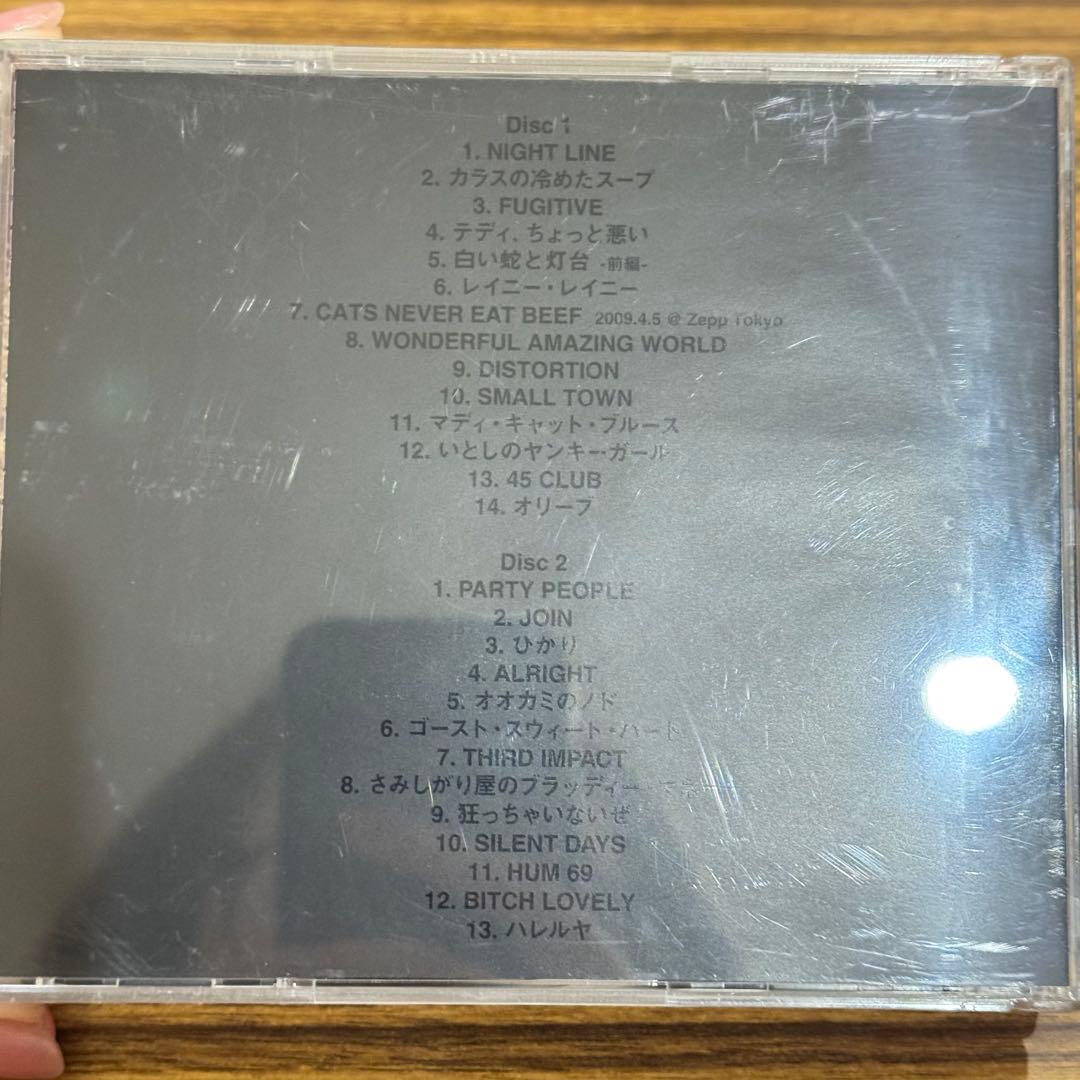 Disc 1
1. NIGHT LINE
2. カラスの冷めたスープ
3. FUGITIVE
4. テディ、ちょっと悪い
5. 白い蛇と灯台 -前編-
6. レイニー・レイニー
7. CATS NEVER EAT BEEF 2009.4.5 @ Zepp Tokyo
8. WONDERFUL AMAZING WORLD
9. DISTORTION
10. SMALL TOWN
11. マディ・キャット・ブルース
12. いとしのヤンキー・ガール
13. 45 CLUB
14. オリーブ
Disc 2
1. PARTY PEOPLE
2. JOIN
3. ひかり
4. ALRIGHT
5. オオカミのノド
6. ゴースト・スウィート・ハート
7. THIRD IMPACT
8. さみしがり屋のブラッディー・
9. 狂っちゃいないぜ
10. SILENT DAYS
11. HUM 69
12. BITCH LOVELY
13. ハレルヤ